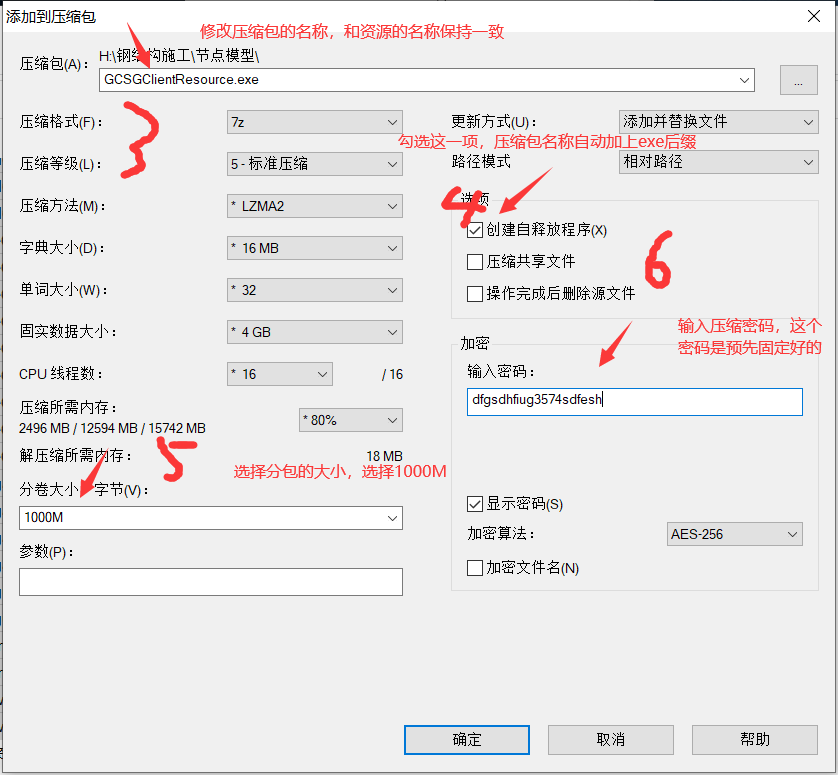 添加到压缩包
修改压缩包的名称，和资源的名称保持一致
压缩包(A)： H:\钢结构施工\节点模型\
GCSGClientResource.exe
...
3
压缩格式(F)： 7z
更新方式(U)： 添加并替换文件
勾选这一项，压缩包名称自动加上exe后缀
压缩等级(L)： 5 - 标准压缩
路径模式 相对路径
4
选项
压缩方法(M)： * LZMA2
创建自释放程序(X)
6
字典大小(D)： * 16 MB
压缩共享文件
单词大小(W)： * 32
操作完成后删除源文件
固实数据大小： * 4 GB
输入压缩密码，这个
密码是预先固定好的
加密
CPU 线程数： * 16 / 16
输入密码：
dfgsdhfiug3574sdfesh
压缩所需内存：
2496 MB / 12594 MB / 15742 MB
* 80%
解压缩所需内存： 18 MB
5
选择分包的大小，选择1000M
分卷大小，字节(V)：
1000M
显示密码(S)
加密算法： AES-256
参数(P)：
加密文件名(N)
确定
取消
帮助